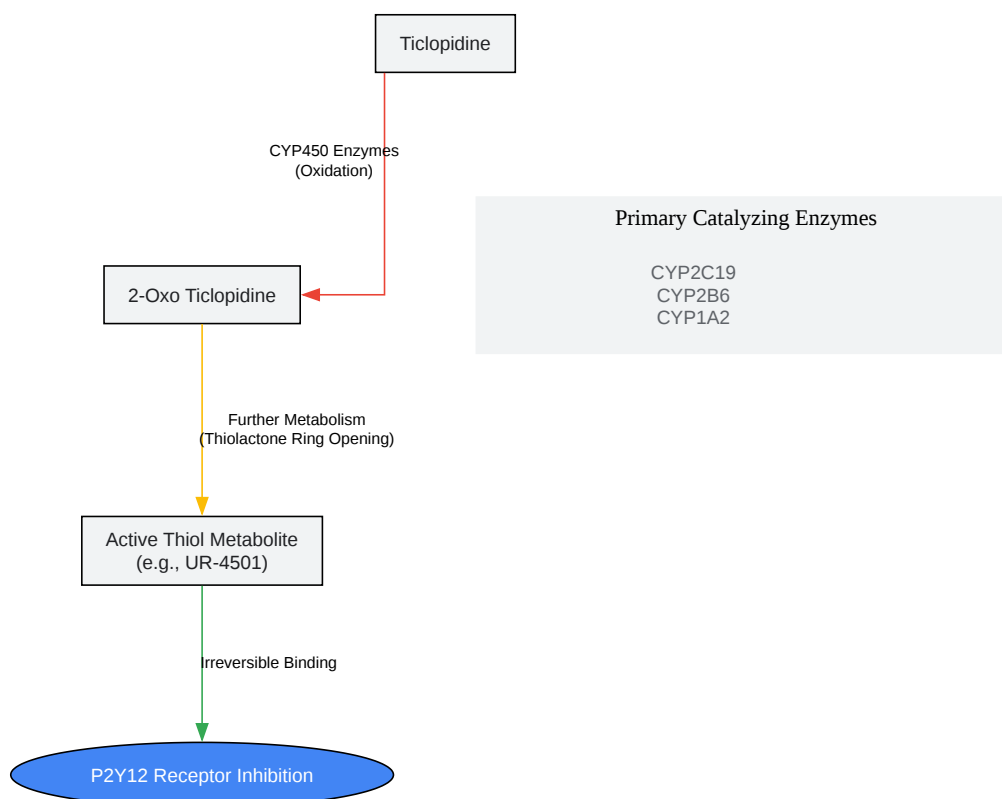 Ticlopidine
CYP450 Enzymes
(Oxidation)
Primary Catalyzing Enzymes
CYP2C19
CYP2B6
CYP1A2
2-Oxo Ticlopidine
Further Metabolism
(Thiolactone Ring Opening)
Active Thiol Metabolite
(e.g., UR-4501)
Irreversible Binding
P2Y12 Receptor Inhibition